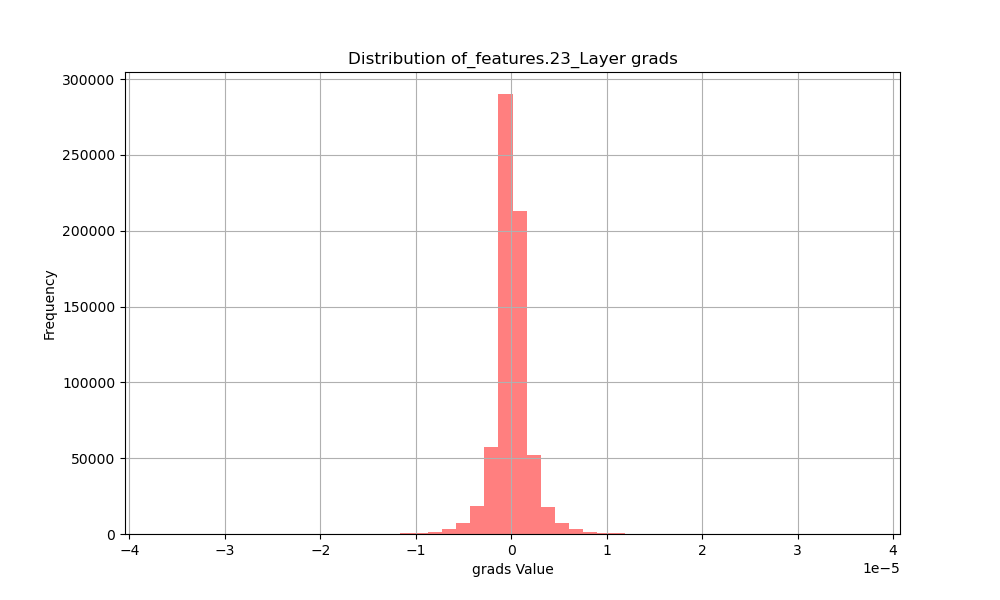 Distribution of_features.23_Layer grads
300000
250000
200000
150000
100000
50000
0
Frequency
−4 −3 −2 −1 0 1 2 3 4
1e−5
grads Value